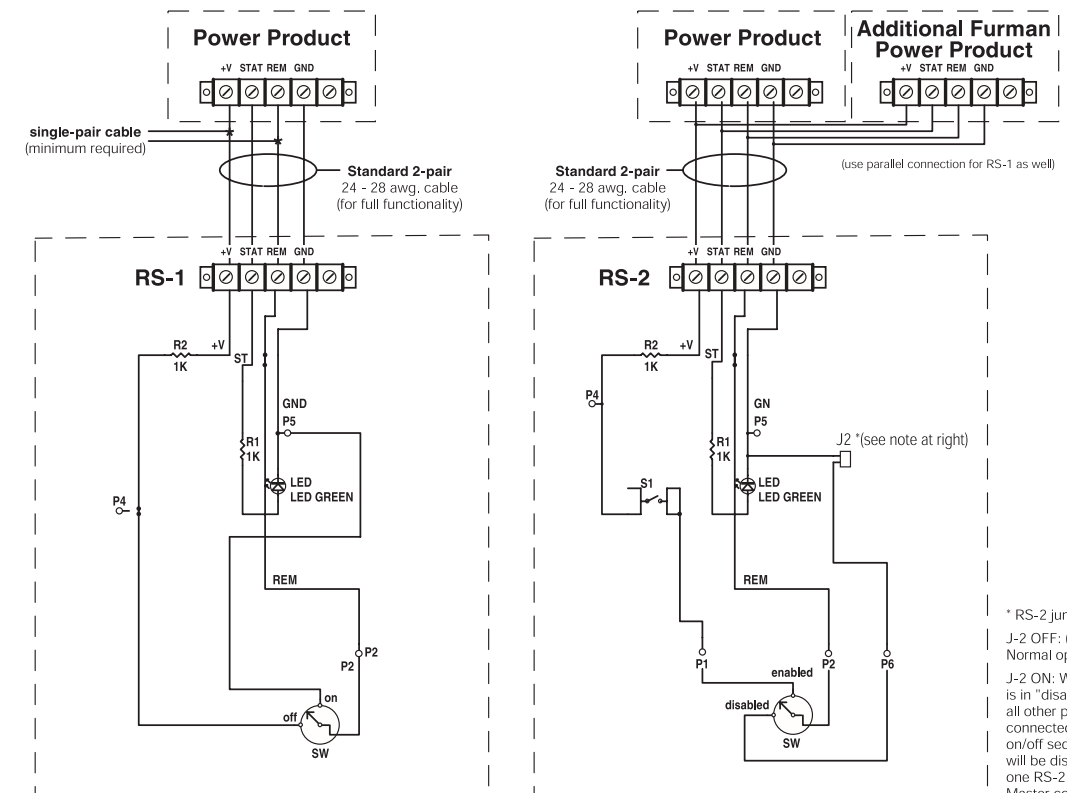 Power Product
+V STAT REM GND
single-pair cable
(minimum required)
Standard 2-pair
24 - 28 awg. cable
(for full functionality)
+V STAT REM GND
RS-1
R2
1K
+V
ST
GND
P5
R1
1K
LED
LED GREEN
P4
REM
P2
P2
on
off
SW
Power Product
+V STAT REM GND
Additional Furman
Power Product
+V STAT REM GND
(use parallel connection for RS-1 as well)
Standard 2-pair
24 - 28 awg. cable
(for full functionality)
+V STAT REM GND
RS-2
R2
1K
+V
ST
P4
GN
P5
R1
1K
J2 *(see note at right)
S1
LED
LED GREEN
REM
P1
P2
P6
enabled
disabled
SW
* RS-2 jur
J-2 OFF: (
Normal op
J-2 ON: W
is in "disa
all other p
connected
on/off sec
will be dis
one RS-2